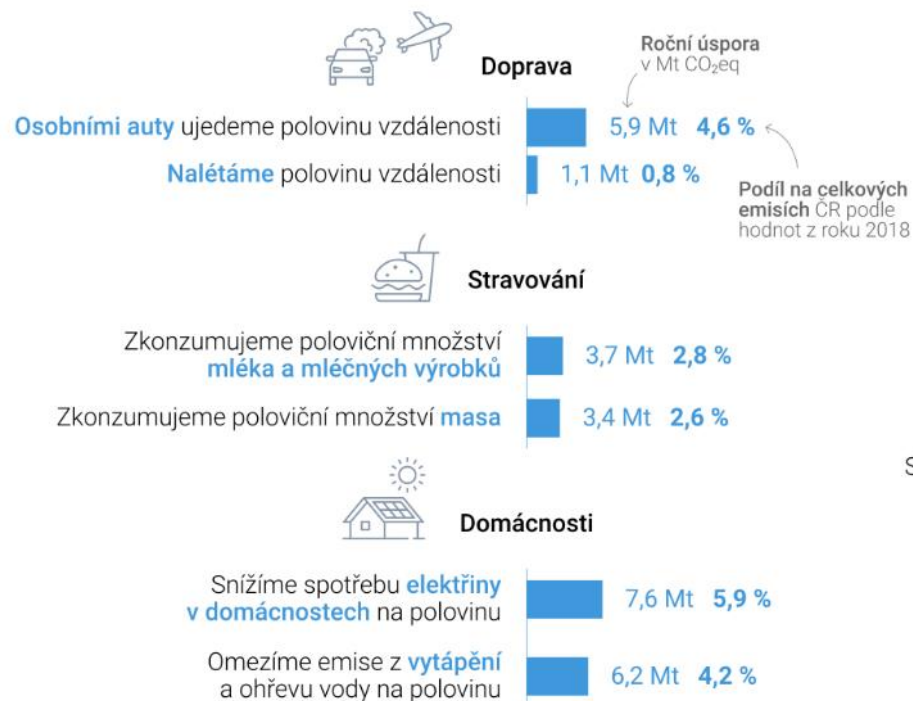 Doprava
Roční úspora
v Mt CO₂eq
Osobními auty ujedeme polovinu vzdálenosti 5,9 Mt 4,6 %
Nalétáme polovinu vzdálenosti 1,1 Mt 0,8 %
Podíl na celkových
emisích ČR podle
hodnot z roku 2018
Stravování
Zkonzumujeme poloviční množství
mléka a mléčných výrobků 3,7 Mt 2,8 %
Zkonzumujeme poloviční množství masa 3,4 Mt 2,6 %
S
Domácnosti
Snížíme spotřebu elektřiny
v domácnostech na polovinu 7,6 Mt 5,9 %
Omezíme emise z vytápění
a ohřevu vody na polovinu 6,2 Mt 4,2 %